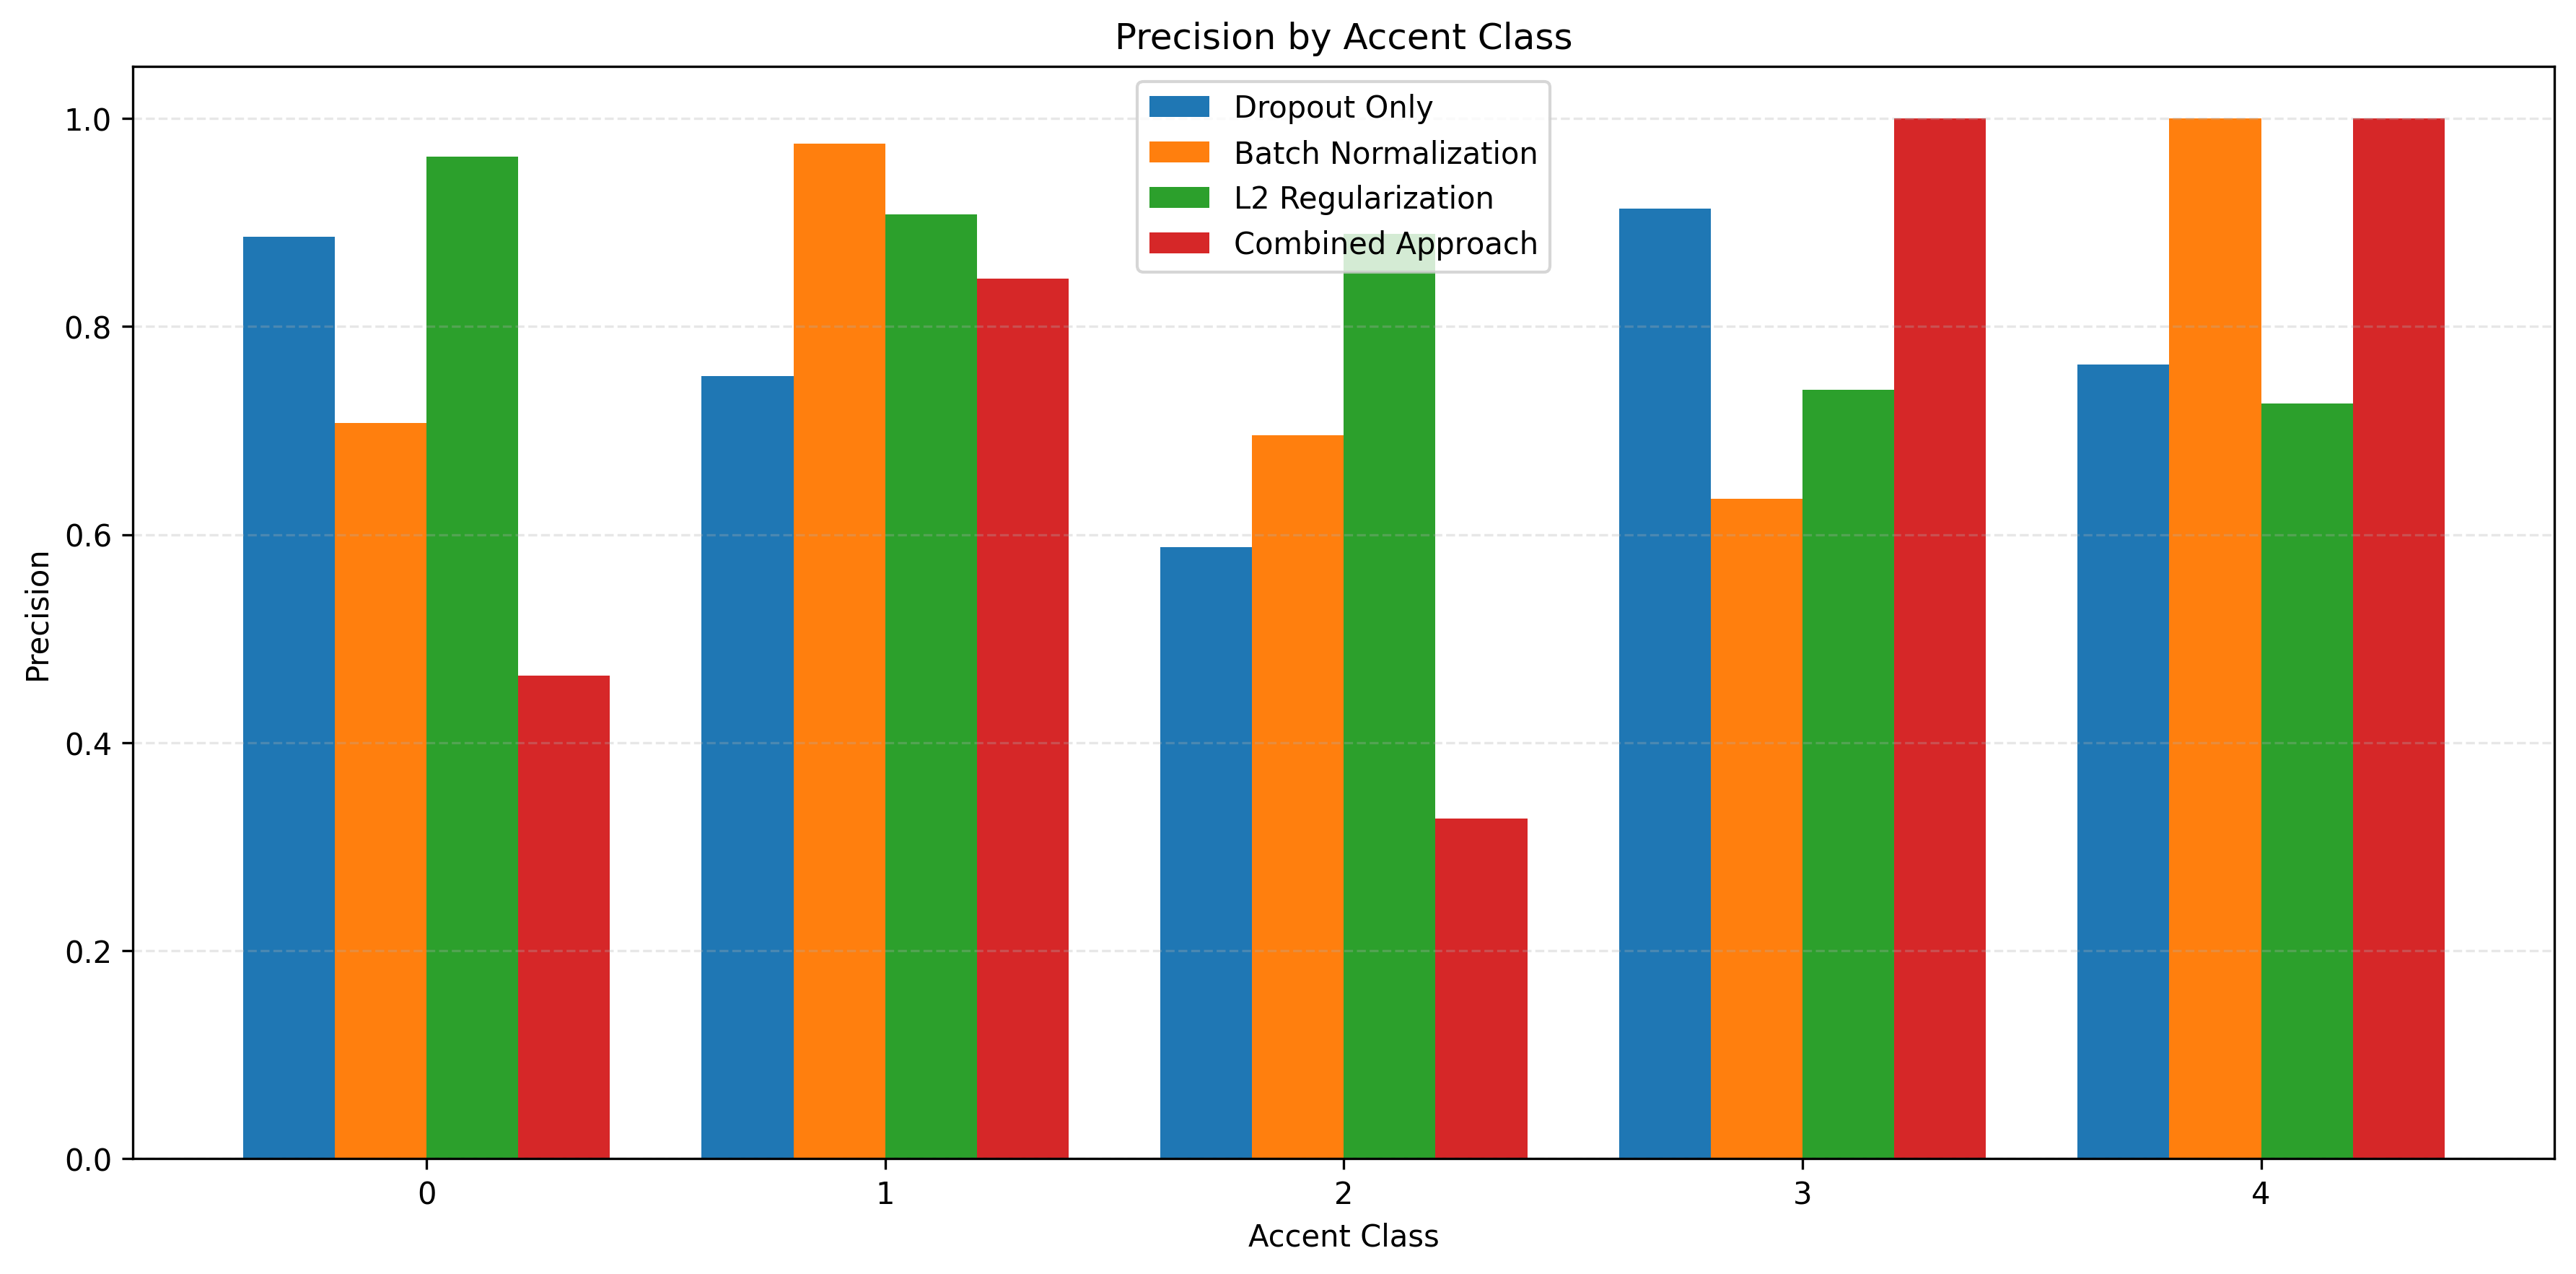 Precision by Accent Class
Dropout Only
Batch Normalization
L2 Regularization
Combined Approach
1.0
0.8
0.6
0.4
0.2
0.0
Precision
0 1 2 3 4
Accent Class